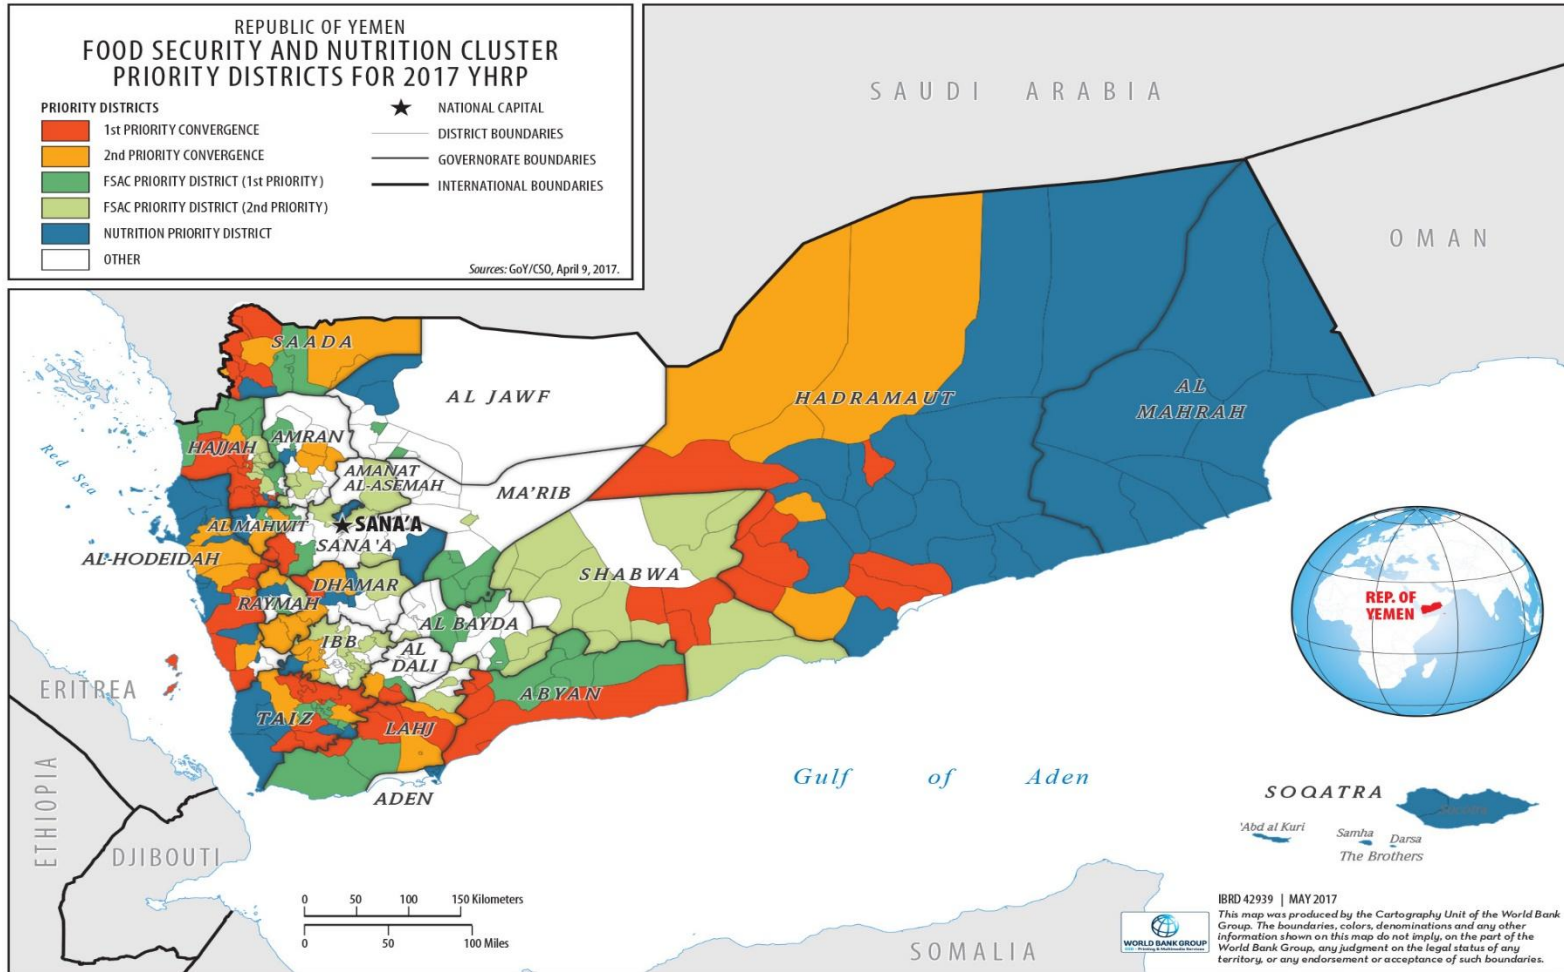 REPUBLIC OF YEMEN
FOOD SECURITY AND NUTRITION CLUSTER
PRIORITY DISTRICTS FOR 2017 YHRP
PRIORITY DISTRICTS
1st PRIORITY CONVERGENCE
2nd PRIORITY CONVERGENCE
FSAC PRIORITY DISTRICT (1st PRIORITY)
FSAC PRIORITY DISTRICT (2nd PRIORITY)
NUTRITION PRIORITY DISTRICT
OTHER
NATIONAL CAPITAL
DISTRICT BOUNDARIES
GOVERNORATE BOUNDARIES
INTERNATIONAL BOUNDARIES
Sources: GoY/CSO, April 9, 2017.
SAUDI ARABIA
OMAN
SAADA
AL JAWF
HADRAMAUT
AL
MAHRAH
HAJJAH
AMRAN
Red Sea
AMANAT
AL-ASEMAH
MA'RIB
AL MAHWIT
SANA'A
SANA'A
AL-HODEIDAH
DHAMAR
SHABWA
RAYMAH
AL BAYDA
IBB
AL
DALI
REP. OF
YEMEN
ERITREA
ABYAN
TAIZ
LAHJ
Gulf of Aden
ADEN
SOQATRA
'Abd al Kuri
Samha
Darsa
The Brothers
ETHIOPIA
DJIBOUTI
SOMALIA
0 50 100 150 Kilometers
0 50 100 Miles
IBRD 42939 | MAY 2017
This map was produced by the Cartography Unit of the World Bank
Group. The boundaries, colors, denominations and any other
information shown on this map do not imply, on the part of the
World Bank Group, any judgment on the legal status of any
territory, or any endorsement or acceptance of such boundaries.
WORLD BANK GROUP